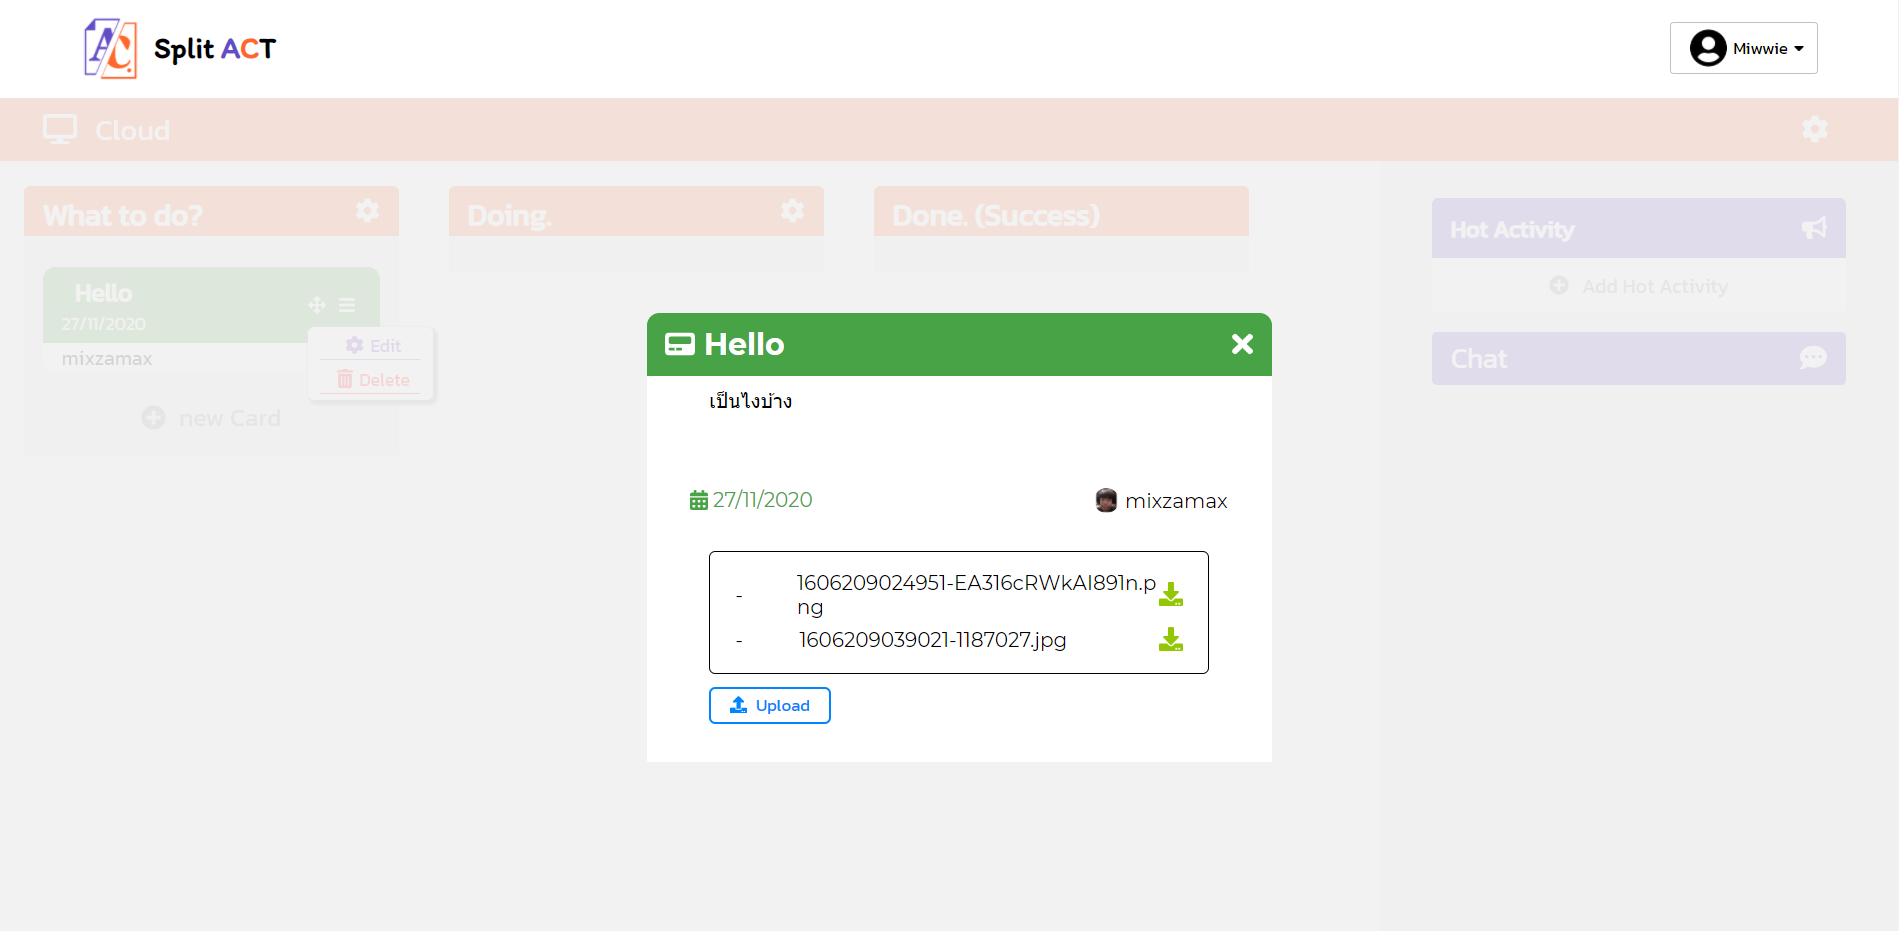 Split ACT
Miwwie
Cloud
What to do?
Doing.
Done. (Success)
Hello
27/11/2020
mixzamax
Edit
Delete
new Card
Hot Activity
Add Hot Activity
Chat
Hello
เป็นไงบ้าง
27/11/2020
mixzamax
- 1606209024951-EA316cRWkAI891n.p
ng
- 1606209039021-1187027.jpg
Upload